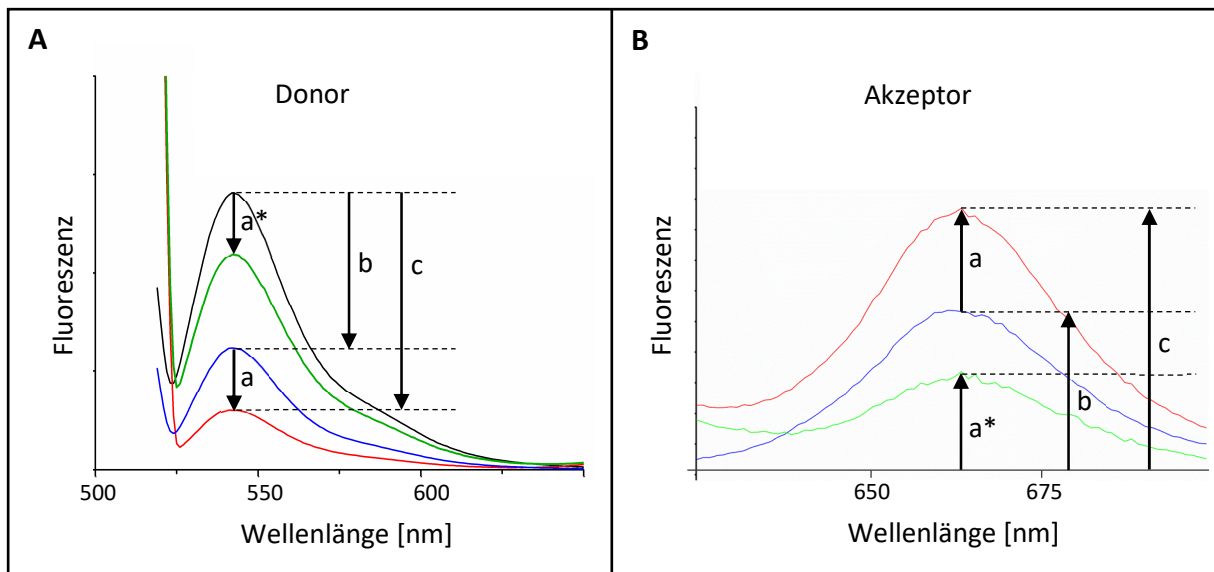 A
Donor
Fluoreszenz
a*
b
c
a
500
550
600
Wellenlänge [nm]
B
Akzeptor
Fluoreszenz
a
c
b
a*
650
675
Wellenlänge [nm]